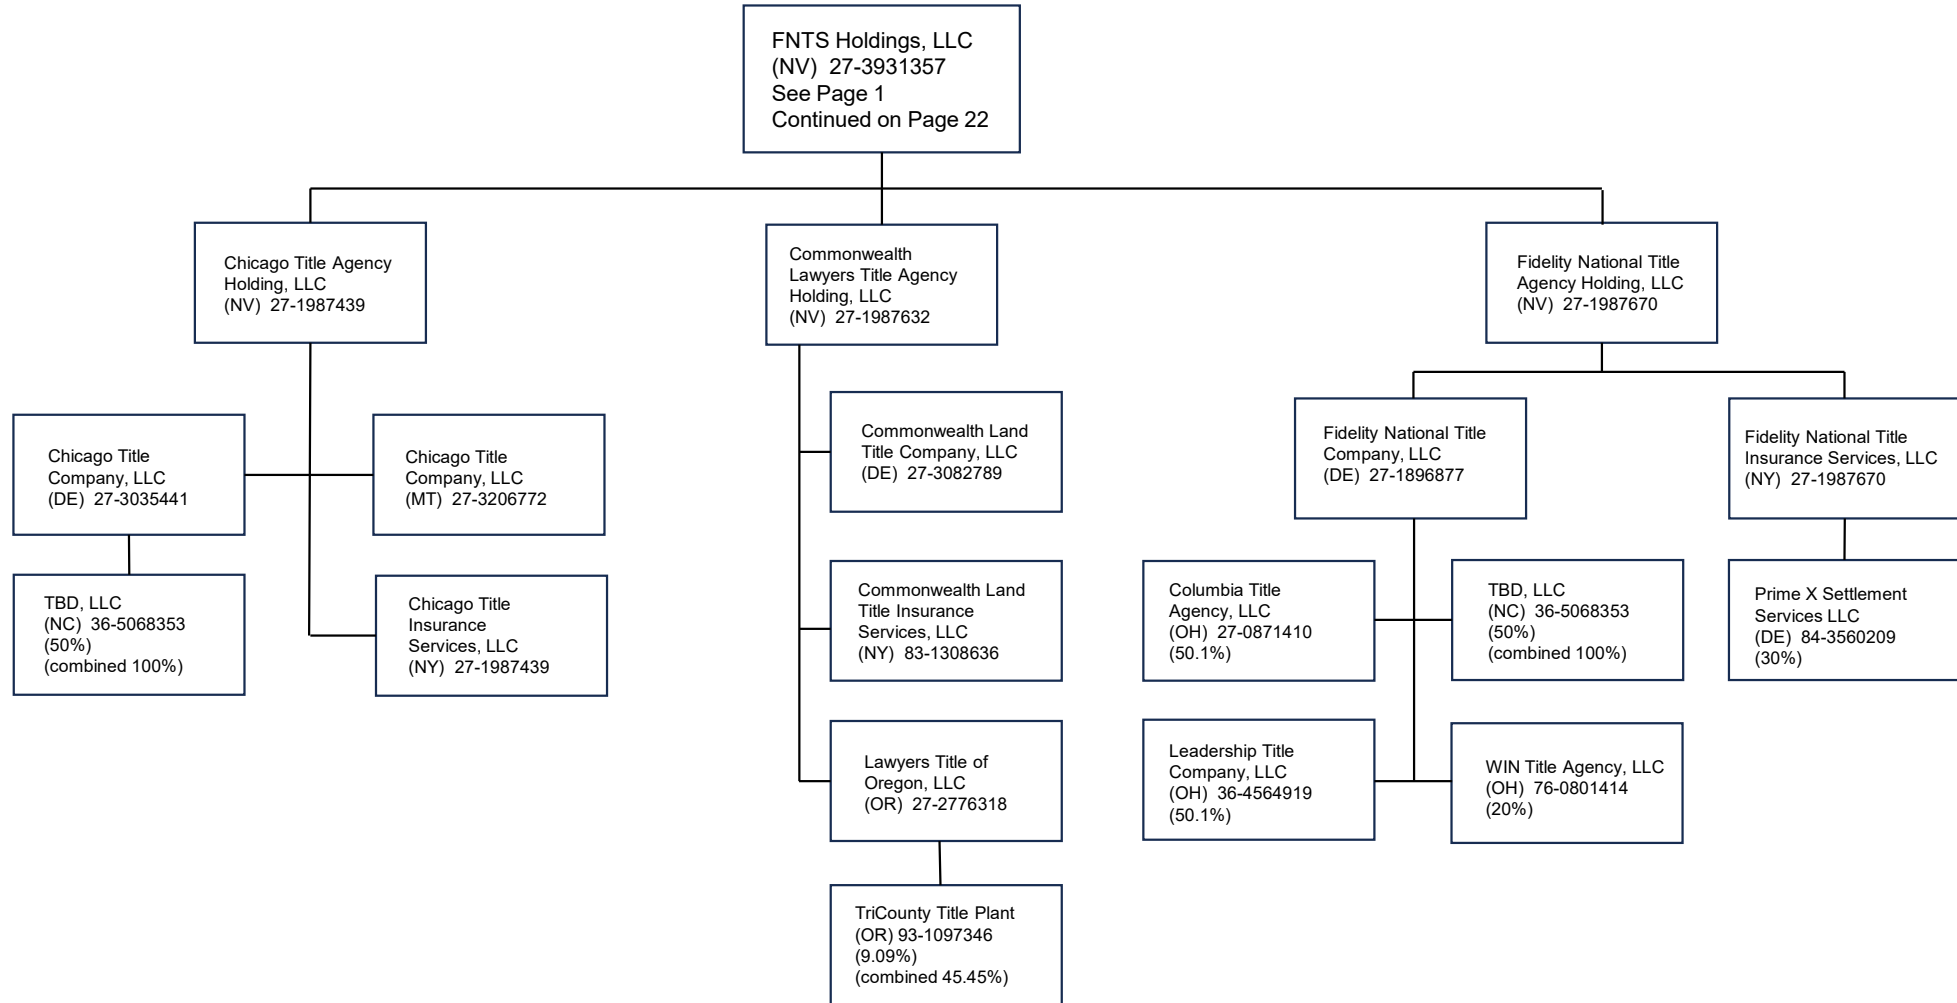 FNTS Holdings, LLC
(NV) 27-3931357
See Page 1
Continued on Page 22
Chicago Title Agency
Holding, LLC
(NV) 27-1987439
Commonwealth
Lawyers Title Agency
Holding, LLC
(NV) 27-1987632
Fidelity National Title
Agency Holding, LLC
(NV) 27-1987670
Chicago Title
Company, LLC
(DE) 27-3035441
Chicago Title
Company, LLC
(MT) 27-3206772
TBD, LLC
(NC) 36-5068353
(50%)
(combined 100%)
Chicago Title
Insurance
Services, LLC
(NY) 27-1987439
Commonwealth Land
Title Company, LLC
(DE) 27-3082789
Commonwealth Land
Title Insurance
Services, LLC
(NY) 83-1308636
Lawyers Title of
Oregon, LLC
(OR) 27-2776318
TriCounty Title Plant
(OR) 93-1097346
(9.09%)
(combined 45.45%)
Fidelity National Title
Company, LLC
(DE) 27-1896877
Fidelity National Title
Insurance Services, LLC
(NY) 27-1987670
Columbia Title
Agency, LLC
(OH) 27-0871410
(50.1%)
TBD, LLC
(NC) 36-5068353
(50%)
(combined 100%)
Prime X Settlement
Services LLC
(DE) 84-3560209
(30%)
Leadership Title
Company, LLC
(OH) 36-4564919
(50.1%)
WIN Title Agency, LLC
(OH) 76-0801414
(20%)